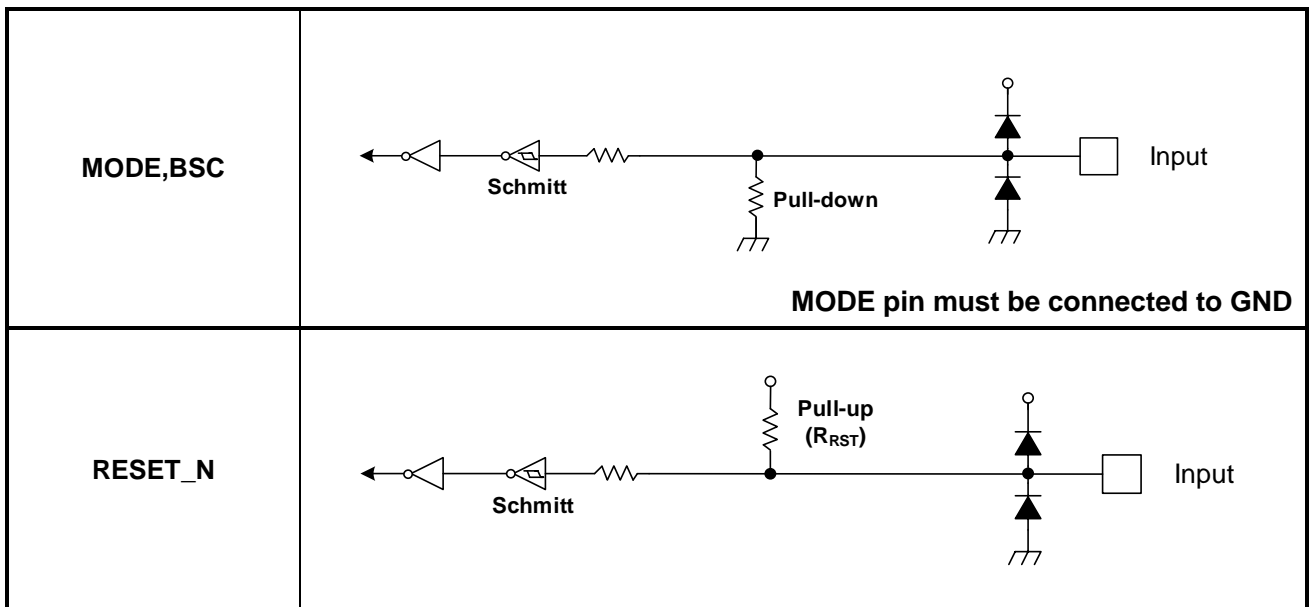 MODE,BSC
Schmitt
Pull-down
Input
MODE pin must be connected to GND
RESET_N
Pull-up
(RRST)
Schmitt
Input